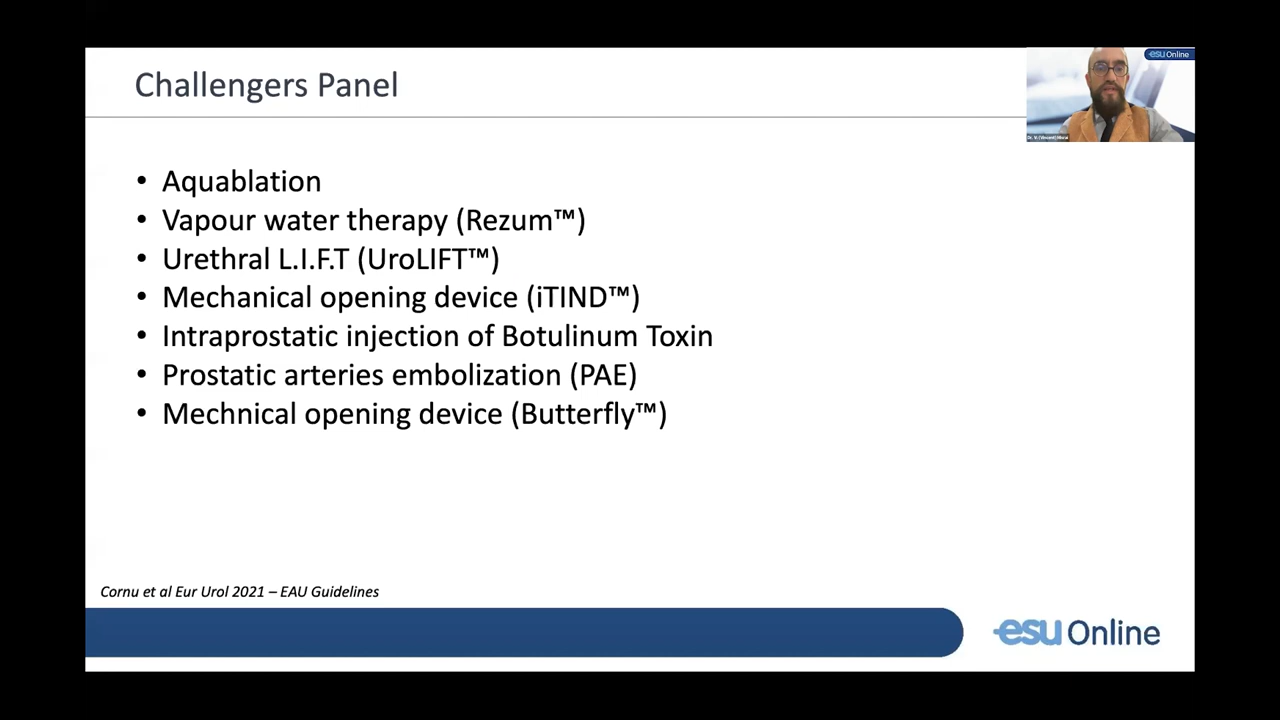 Challengers Panel
esu Online
• Aquablation
• Vapour water therapy (Rezum™)
• Urethral L.I.F.T (UroLIFT™)
• Mechanical opening device (iTIND™)
• Intraprostatic injection of Botulinum Toxin
• Prostatic arteries embolization (PAE)
• Mechnical opening device (Butterfly™)
Cornu et al Eur Urol 2021 – EAU Guidelines
esu Online